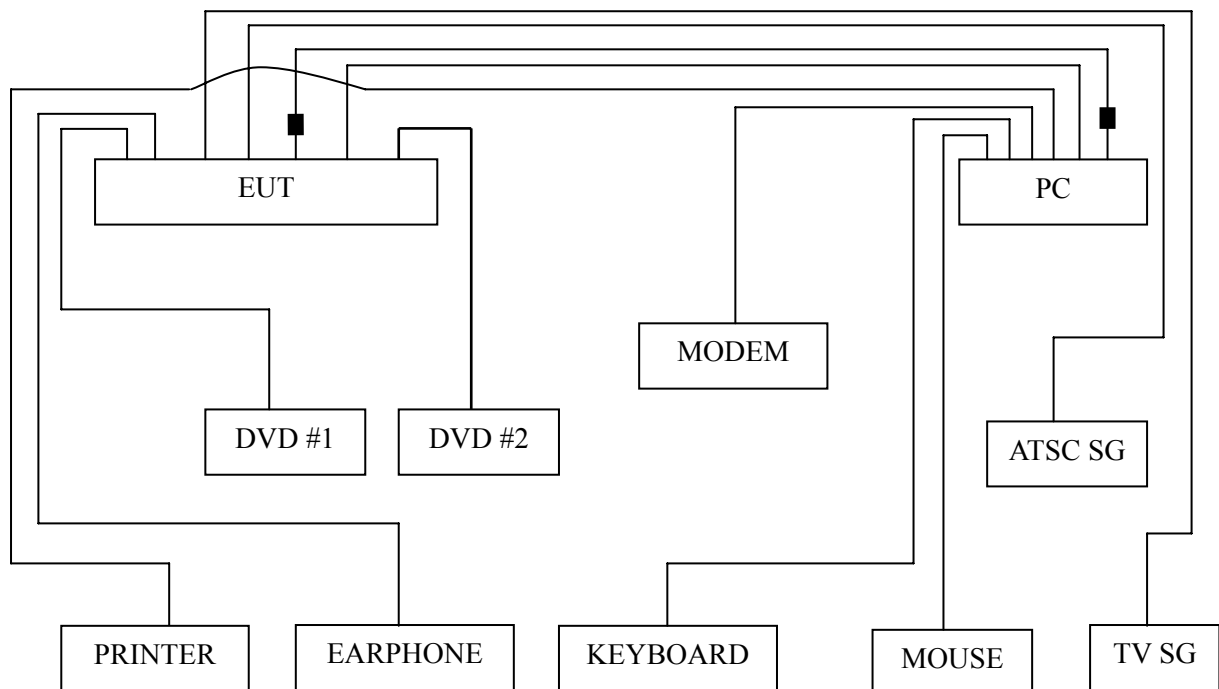 EUT
PC
MODEM
DVD #1
DVD #2
ATSC SG
PRINTER
EARPHONE
KEYBOARD
MOUSE
TV SG